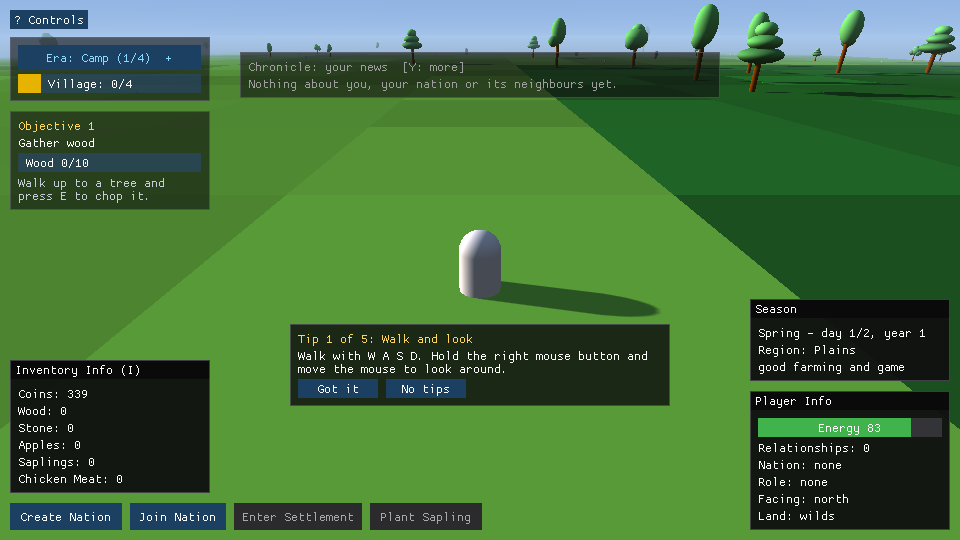 ? Controls
Era: Camp (1/4) +
Village: 0/4
Chronicle: your news [Y: more]
Nothing about you, your nation or its neighbours yet.
Objective 1
Gather wood
Wood 0/10
Walk up to a tree and
press E to chop it.
Tip 1 of 5: Walk and look
Walk with W A S D. Hold the right mouse button and
move the mouse to look around.
Got it
No tips
Season
Spring - day 1/2, year 1
Region: Plains
good farming and game
Inventory Info (I)
Coins: 339
Wood: 0
Stone: 0
Apples: 0
Saplings: 0
Chicken Meat: 0
Player Info
Energy 83
Relationships: 0
Nation: none
Role: none
Facing: north
Land: wilds
Create Nation
Join Nation
Enter Settlement
Plant Sapling